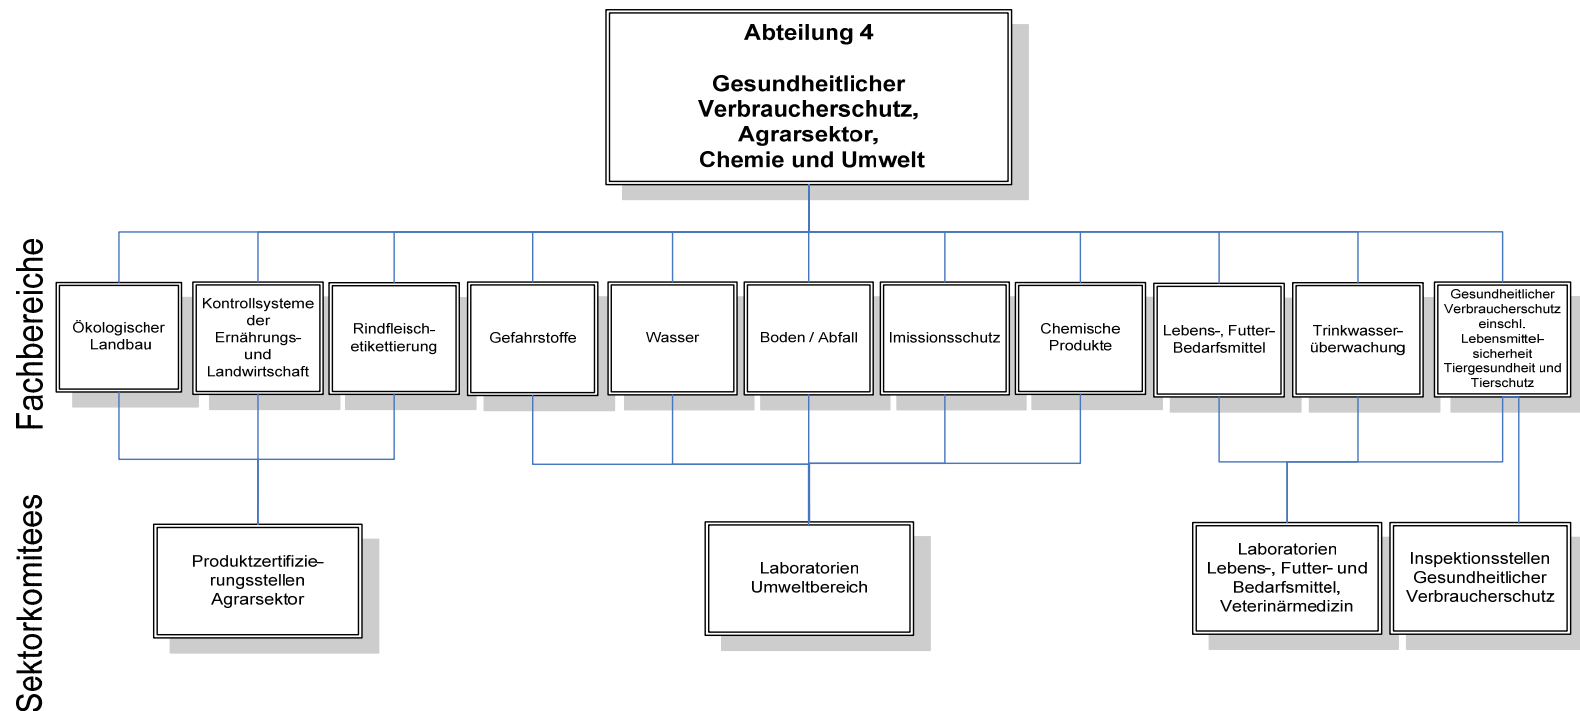 Abteilung 4
Gesundheitlicher
Verbraucherschutz,
Agrarsektor,
Chemie und Umwelt
Fachbereiche
Ökologischer
Landbau
Kontrollsysteme
der
Ernährungs-
und
Landwirtschaft
Rindfleisch-
etikettierung
Gefahrstoffe
Wasser
Boden / Abfall
Imissionsschutz
Chemische
Produkte
Lebens-, Futter-
Bedarfsmittel
Trinkwasser-
überwachung
Gesundheitlicher
Verbraucherschutz
einschl.
Lebensmittel-
sicherheit
Tiergesundheit und
Tierschutz
Sektorkomitees
Produktzertifizie-
rungsstellen
Agrarsektor
Laboratorien
Umweltbereich
Laboratorien
Lebens-, Futter- und
Bedarfsmittel,
Veterinärmedizin
Inspektionsstellen
Gesundheitlicher
Verbraucherschutz